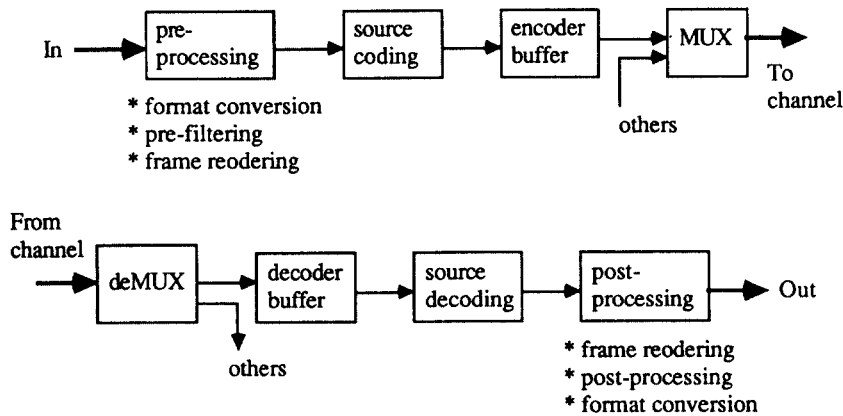 In
pre-
processing
source
coding
encoder
buffer
MUX
To
channel
others
* format conversion
* pre-filtering
* frame reodering
From
channel
deMUX
decoder
buffer
source
decoding
post-
processing
Out
others
* frame reodering
* post-processing
* format conversion